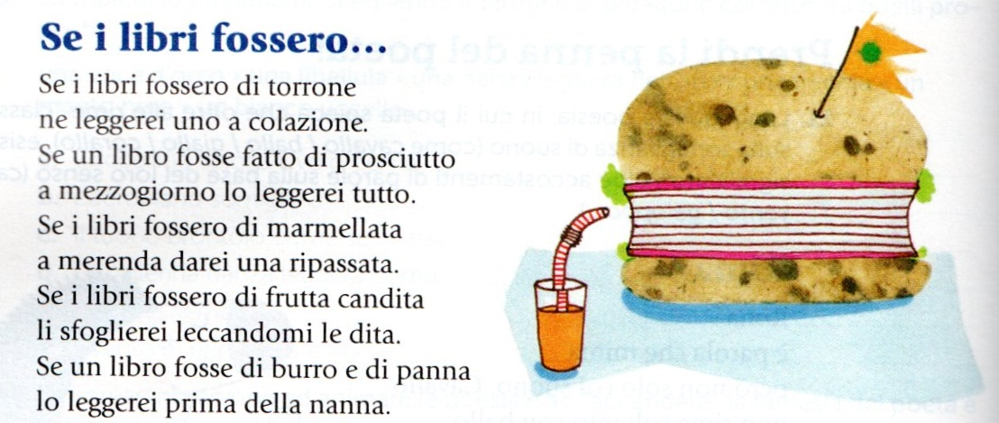 Se i libri fossero...
Se i libri fossero di torrone
ne leggerei uno a colazione.
Se un libro fosse fatto di prosciutto
a mezzogiorno lo leggerei tutto.
Se i libri fossero di marmellata
a merenda darei una ripassata.
Se i libri fossero di frutta candita
li sfoglierei leccandomi le dita.
Se un libro fosse di burro e di panna
lo leggerei prima della nanna.